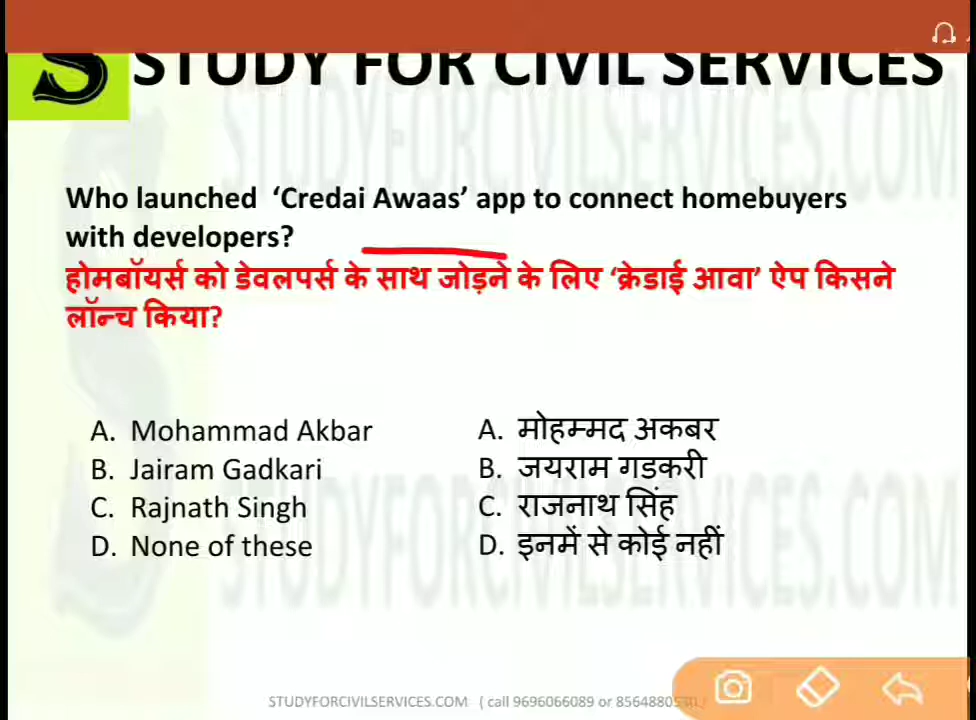 STUDY FOR CIVIL SERVICES
Who launched ‘Credai Awaas’ app to connect homebuyers
with developers?
होमबॉयर्स को डेवलपर्स के साथ जोड़ने के लिए ‘क्रेडाई आवा’ ऐप किसने
लॉन्च किया?
A. Mohammad Akbar
B. Jairam Gadkari
C. Rajnath Singh
D. None of these
A. मोहम्मद अकबर
B. जयराम गडकरी
C. राजनाथ सिंह
D. इनमें से कोई नहीं
STUDYFORCIVILSERVICES.COM ( call 9696066089 or